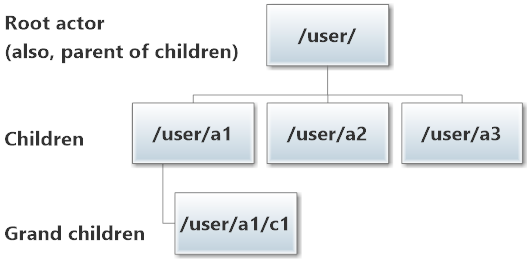 Root actor
(also, parent of children)
/user/
Children
/user/a1
/user/a2
/user/a3
Grand children
/user/a1/c1